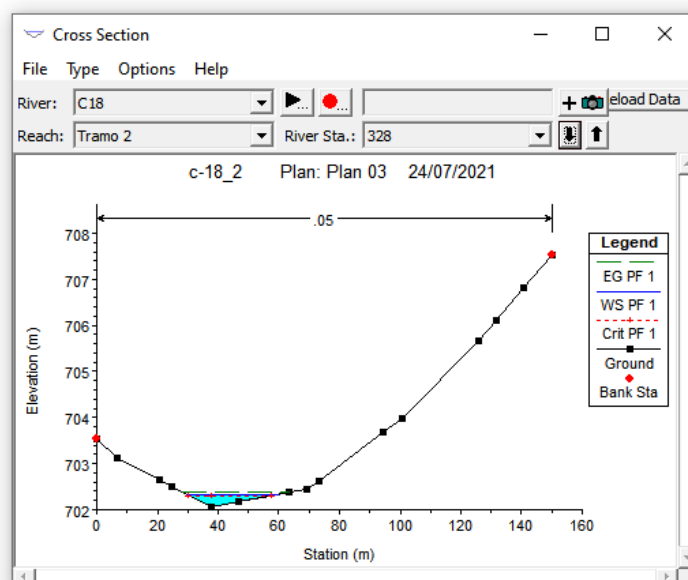 Cross Section
File Type Options Help
River: C18 eload Data
Reach: Tramo 2 River Sta.: 328
c-18_2 Plan: Plan 03 24/07/2021
.05
Legend
EG PF 1
WS PF 1
Crit PF 1
Ground
Bank Sta
708
707
706
705
704
703
702
Elevation (m)
0 20 40 60 80 100 120 140 160
Station (m)